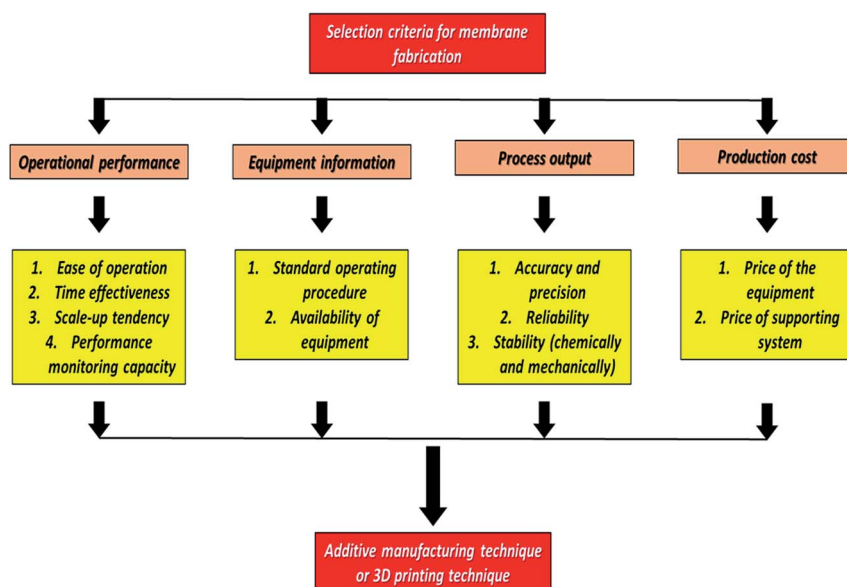 Selection criteria for membrane
fabrication
Operational performance
Equipment information
Process output
Production cost
1. Ease of operation
2. Time effectiveness
3. Scale-up tendency
4. Performance
monitoring capacity
1. Standard operating
procedure
2. Availability of
equipment
1. Accuracy and
precision
2. Reliability
3. Stability (chemically
and mechanically)
1. Price of the
equipment
2. Price of supporting
system
Additive manufacturing technique
or 3D printing technique